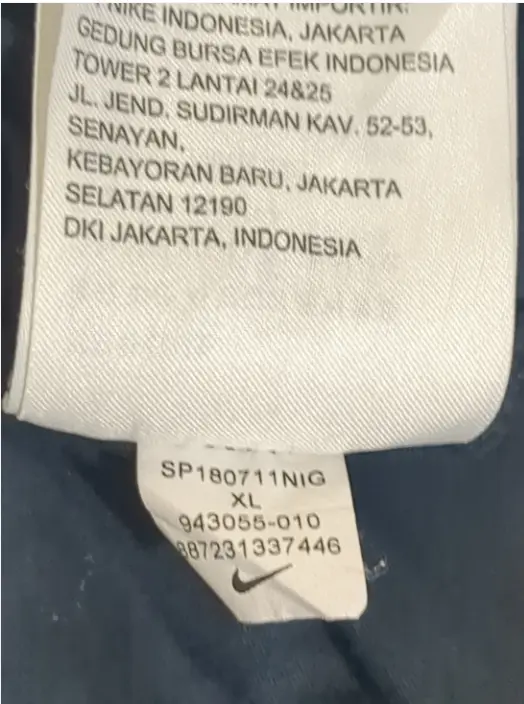 IMPORTIR:
NIKE INDONESIA, JAKARTA
GEDUNG BURSA EFEK INDONESIA
TOWER 2 LANTAI 24&25
JL. JEND. SUDIRMAN KAV. 52-53,
SENAYAN,
KEBAYORAN BARU, JAKARTA
SELATAN 12190
DKI JAKARTA, INDONESIA
SP180711NIG
XL
943055-010
887231337446